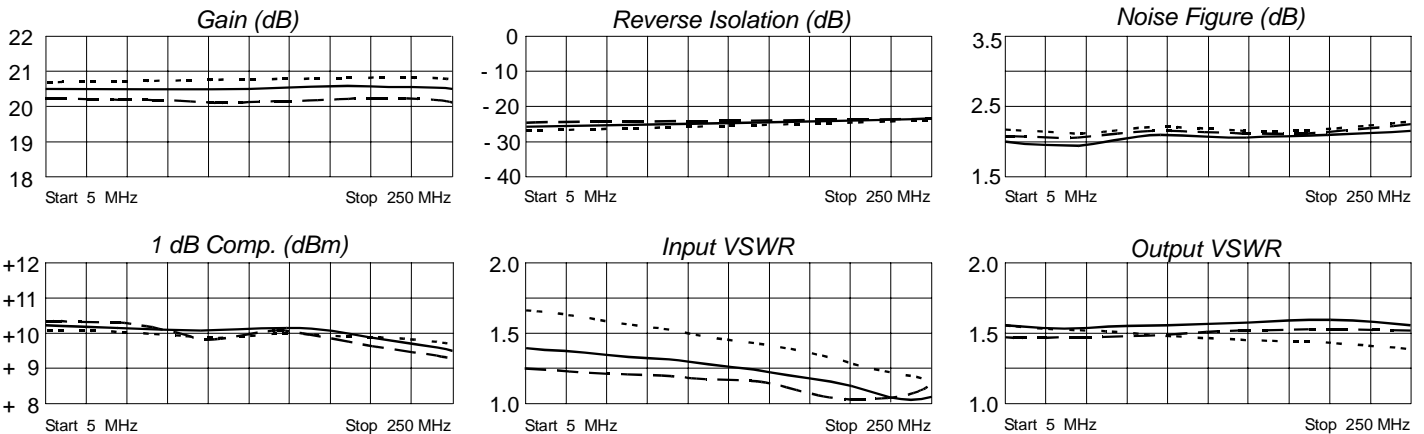 Gain (dB)
22
21
20
19
18
Start 5 MHz
Stop 250 MHz
Reverse Isolation (dB)
0
- 10
- 20
- 30
- 40
Start 5 MHz
Stop 250 MHz
Noise Figure (dB)
3.5
2.5
1.5
Start 5 MHz
Stop 250 MHz
1 dB Comp. (dBm)
+12
+11
+10
+ 9
+ 8
Start 5 MHz
Stop 250 MHz
Input VSWR
2.0
1.5
1.0
Start 5 MHz
Stop 250 MHz
Output VSWR
2.0
1.5
1.0
Start 5 MHz
Stop 250 MHz